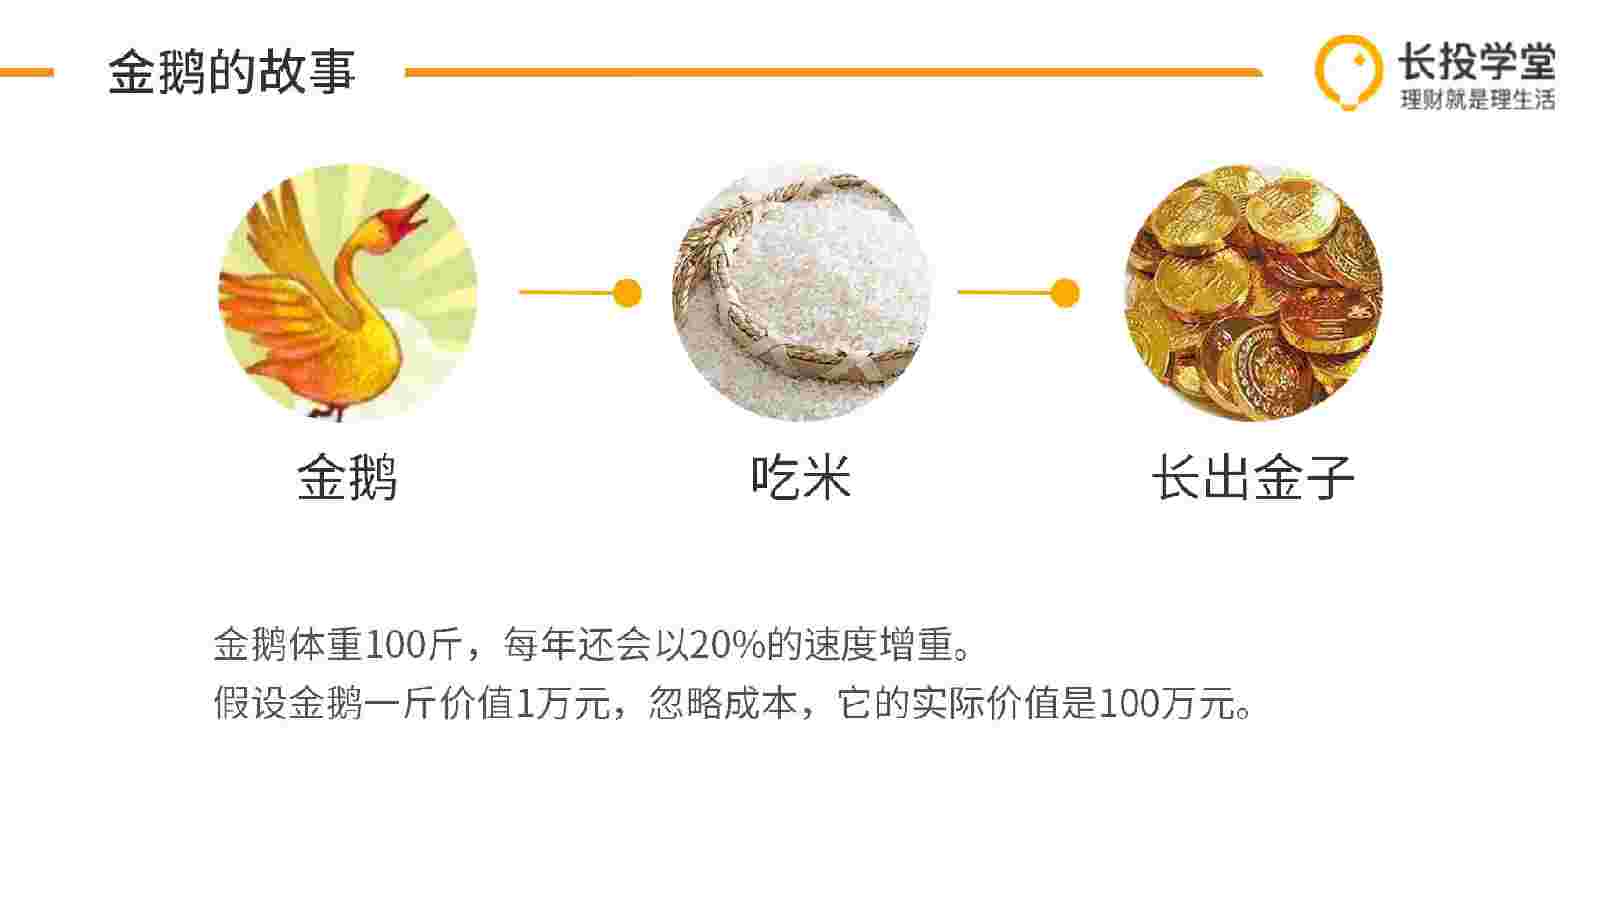 金鹅的故事
长投学堂
理财就是理生活
金鹅
吃米
长出金子
金鹅体重100斤，每年还会以20%的速度增重。
假设金鹅一斤价值1万元，忽略成本，它的实际价值是100万元。